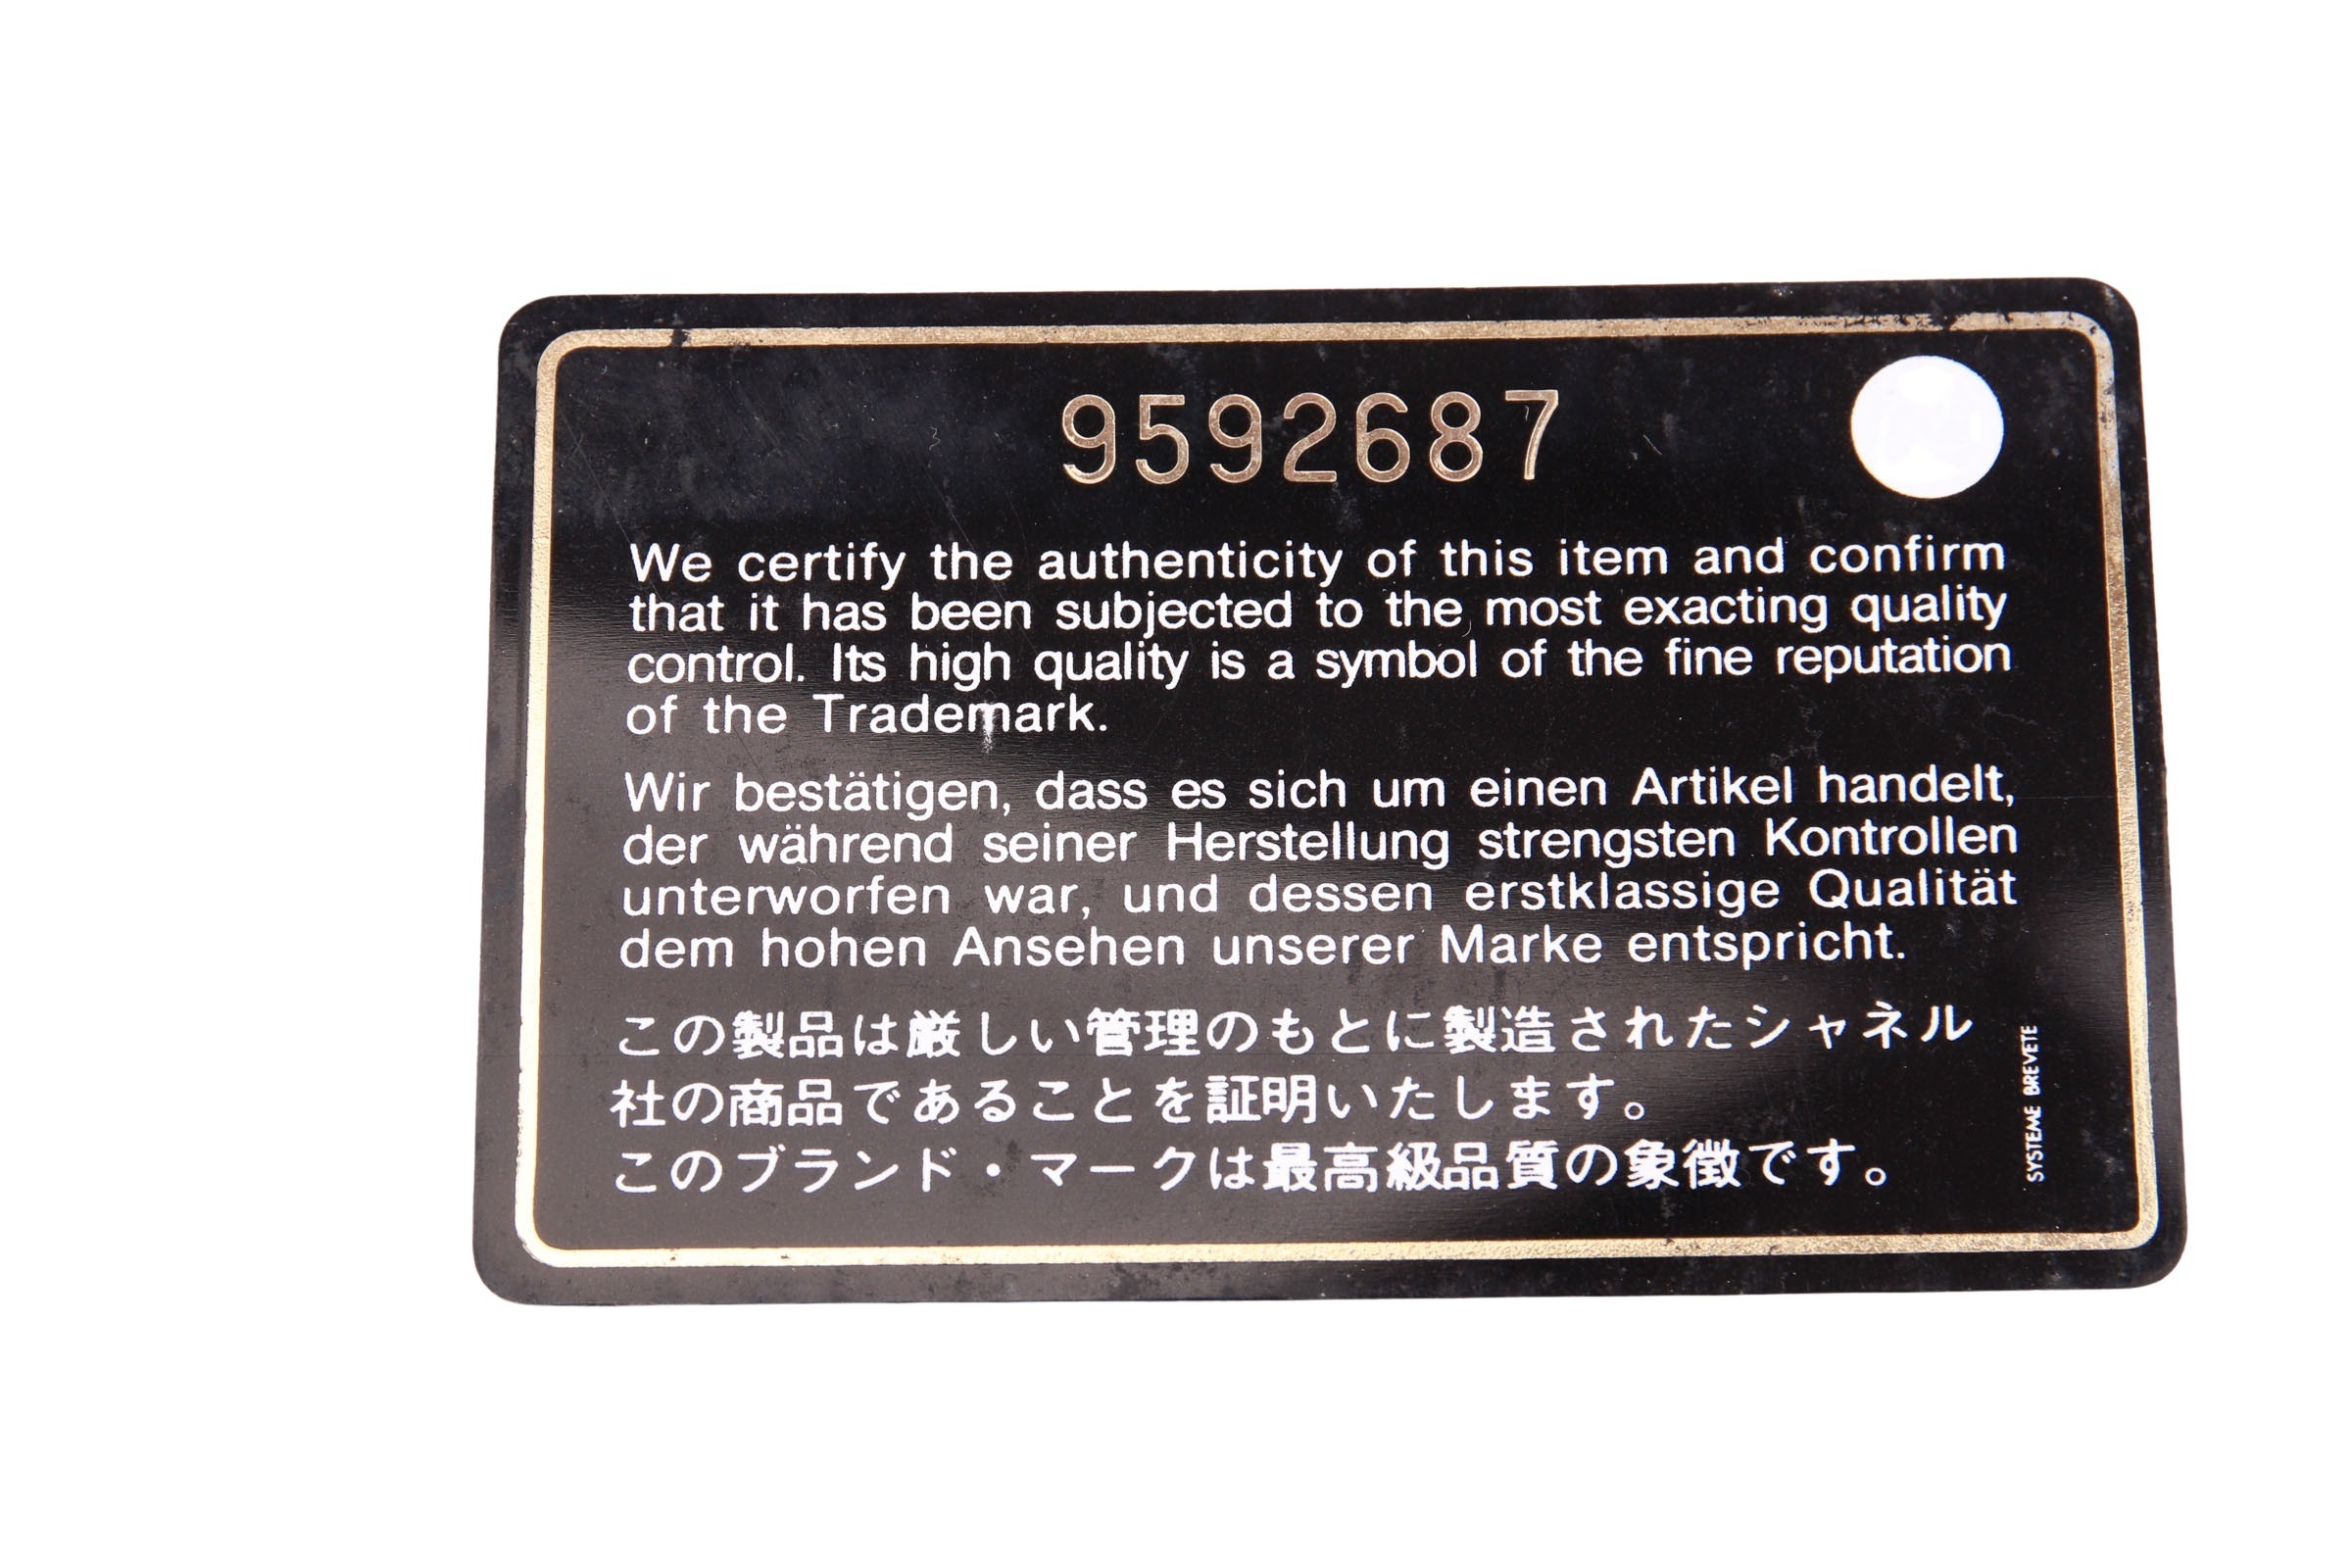 9592687
We certify the authenticity of this item and confirm
that it has been subjected to the most exacting quality
control. Its high quality is a symbol of the fine reputation
of the Trademark.
Wir bestätigen, dass es sich um einen Artikel handelt,
der während seiner Herstellung strengsten Kontrollen
unterworfen war, und dessen erstklassige Qualität
dem hohen Ansehen unserer Marke entspricht.
この製品は厳しい管理のもとに製造されたシャネル
社の商品であることを証明いたします。
このブランド・マークは最高級品質の象徴です。
SYSTEME BREVETE